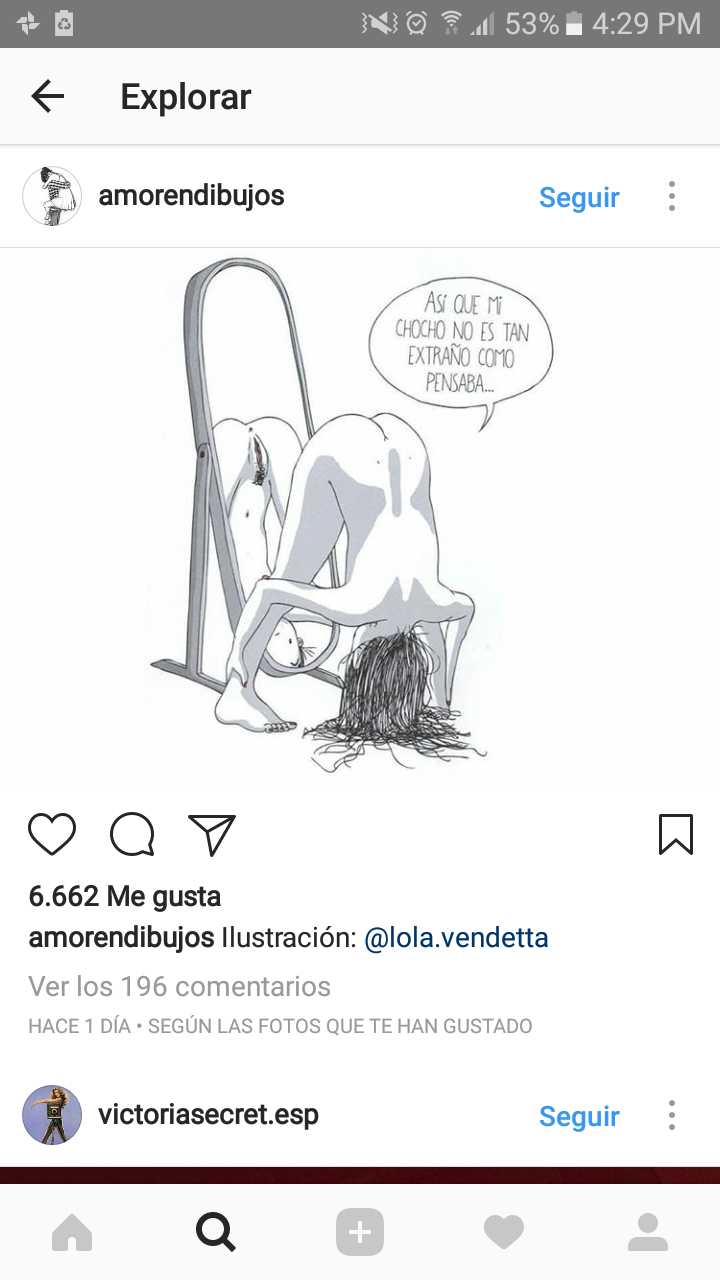 53% 4:29 PM
Explorar
amorendibujos Seguir
ASÍ QUE MI
CHOCHO NO ES TAN
EXTRAÑO COMO
PENSABA...
6.662 Me gusta
amorendibujos Ilustración: @lola.vendetta
Ver los 196 comentarios
HACE 1 DÍA • SEGÚN LAS FOTOS QUE TE HAN GUSTADO
victoriasecret.esp Seguir